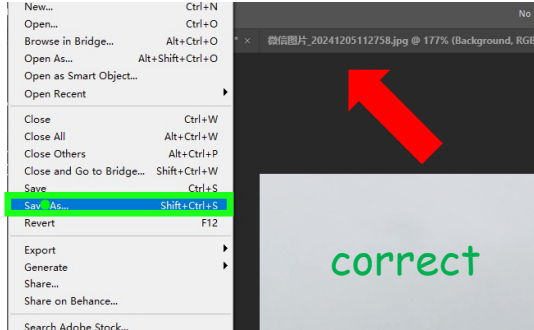 New... Ctrl+N
Open... Ctrl+O
Browse in Bridge... Alt+Ctrl+O
Open As... Alt+Shift+Ctrl+O
Open as Smart Object...
Open Recent
Close Ctrl+W
Close All Alt+Ctrl+W
Close Others Alt+Ctrl+P
Close and Go to Bridge... Shift+Ctrl+W
Save Ctrl+S
Save As... Shift+Ctrl+S
Revert F12
Export
Generate
Share...
Share on Behance...
Search Adobe Stock...
No
* × 微信图片_20241205112758.jpg @ 177% (Background, RGB
correct